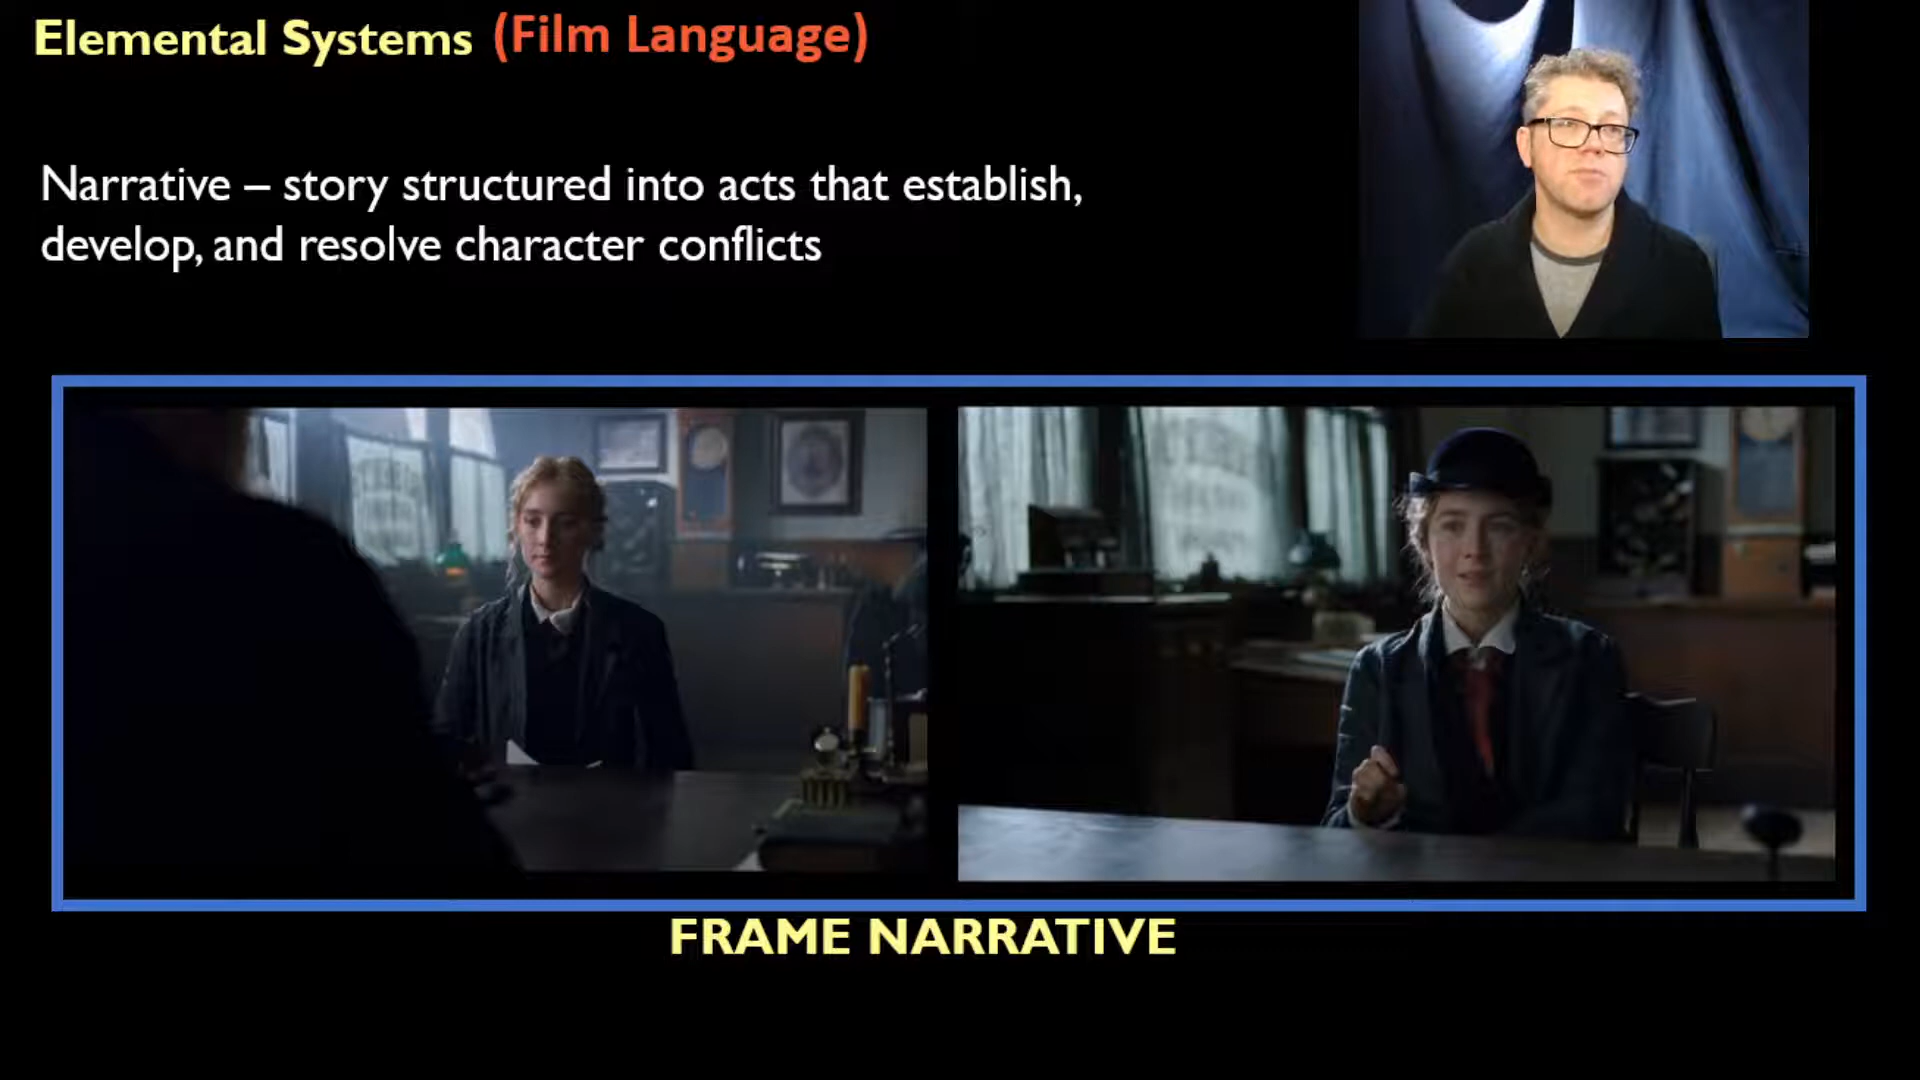 Elemental Systems (Film Language)
Narrative – story structured into acts that establish,
develop, and resolve character conflicts
FRAME NARRATIVE